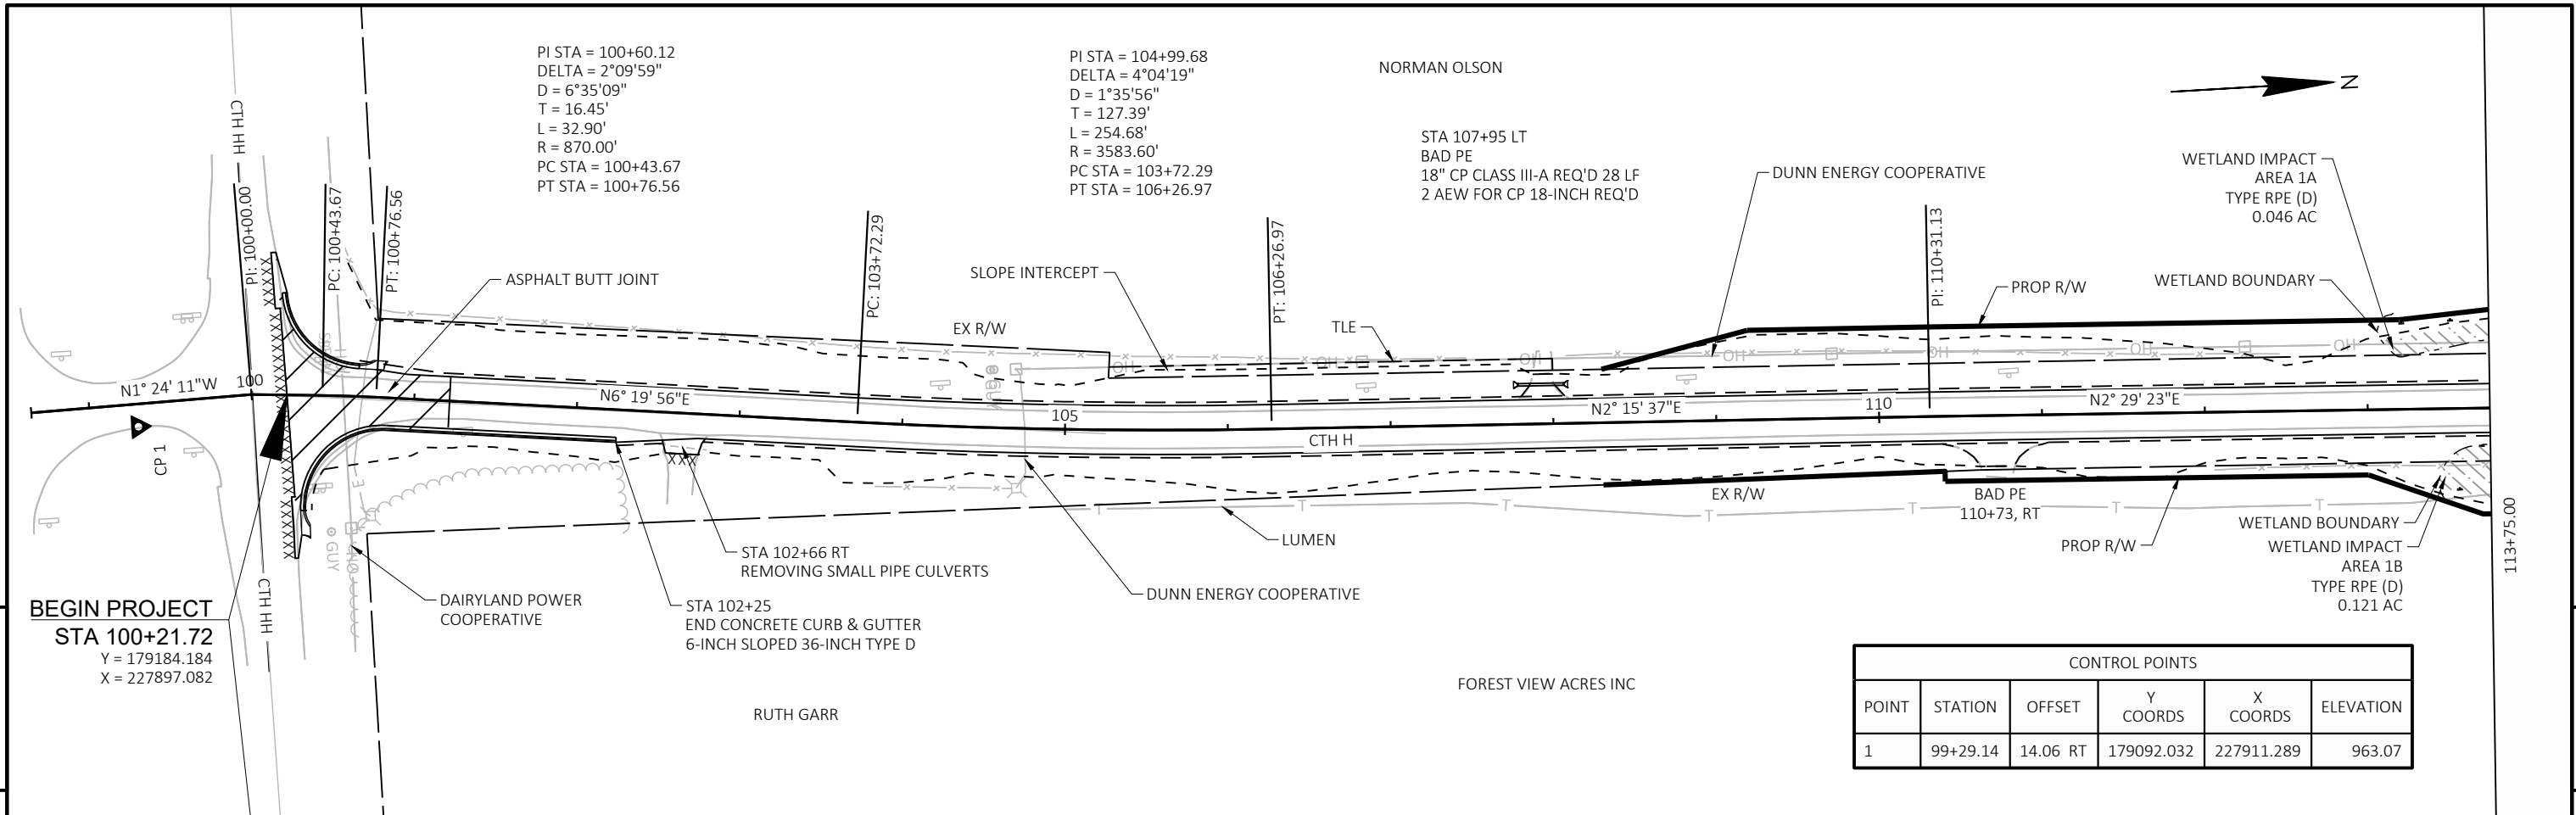 PI STA = 100+60.12
DELTA = 2°09'59"
D = 6°35'09"
T = 16.45'
L = 32.90'
R = 870.00'
PC STA = 100+43.67
PT STA = 100+76.56
PI STA = 104+99.68
DELTA = 4°04'19"
D = 1°35'56"
T = 127.39'
L = 254.68'
R = 3583.60'
PC STA = 103+72.29
PT STA = 106+26.97
NORMAN OLSON
N
STA 107+95 LT
BAD PE
18" CP CLASS III-A REQ'D 28 LF
2 AEW FOR CP 18-INCH REQ'D
DUNN ENERGY COOPERATIVE
WETLAND IMPACT
AREA 1A
TYPE RPE (D)
0.046 AC
CTH HH
PI: 100+00.00
PC: 100+43.67
PT: 100+76.56
PC: 103+72.29
PT: 106+26.97
PI: 110+31.13
ASPHALT BUTT JOINT
SLOPE INTERCEPT
EX R/W
TLE
PROP R/W
WETLAND BOUNDARY
OH
OH
OH
OH
OH
OH
OH
GUY
N1° 24' 11"W
100
N6° 19' 56"E
105
N2° 15' 37"E
110
N2° 29' 23"E
CTH H
CP 1
XXX
EX R/W
BAD PE
110+73, RT
T
T
T
T
T
T
T
LUMEN
PROP R/W
WETLAND BOUNDARY
WETLAND IMPACT
AREA 1B
TYPE RPE (D)
0.121 AC
113+75.00
GUY
STA 102+66 RT
REMOVING SMALL PIPE CULVERTS
DUNN ENERGY COOPERATIVE
DAIRYLAND POWER
COOPERATIVE
STA 102+25
END CONCRETE CURB & GUTTER
6-INCH SLOPED 36-INCH TYPE D
CTH HH
BEGIN PROJECT
STA 100+21.72
Y = 179184.184
X = 227897.082
RUTH GARR
FOREST VIEW ACRES INC
CONTROL POINTS
POINT STATION OFFSET Y COORDS X COORDS ELEVATION
1 99+29.14 14.06 RT 179092.032 227911.289 963.07